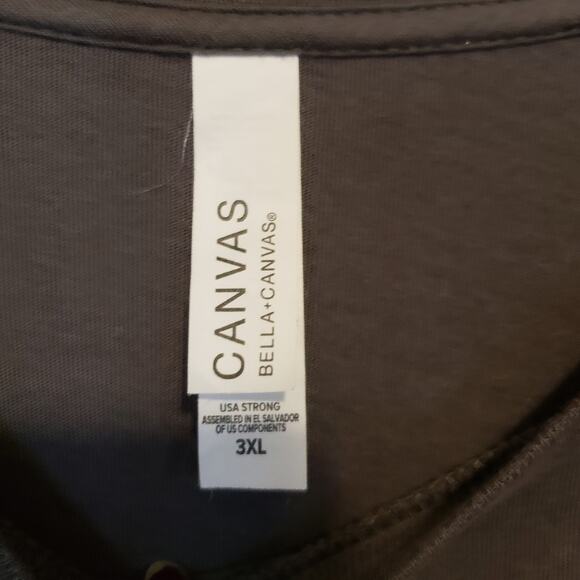 CANVAS
BELLA+CANVAS®
USA STRONG
ASSEMBLED IN EL SALVADOR
OF US COMPONENTS
3XL